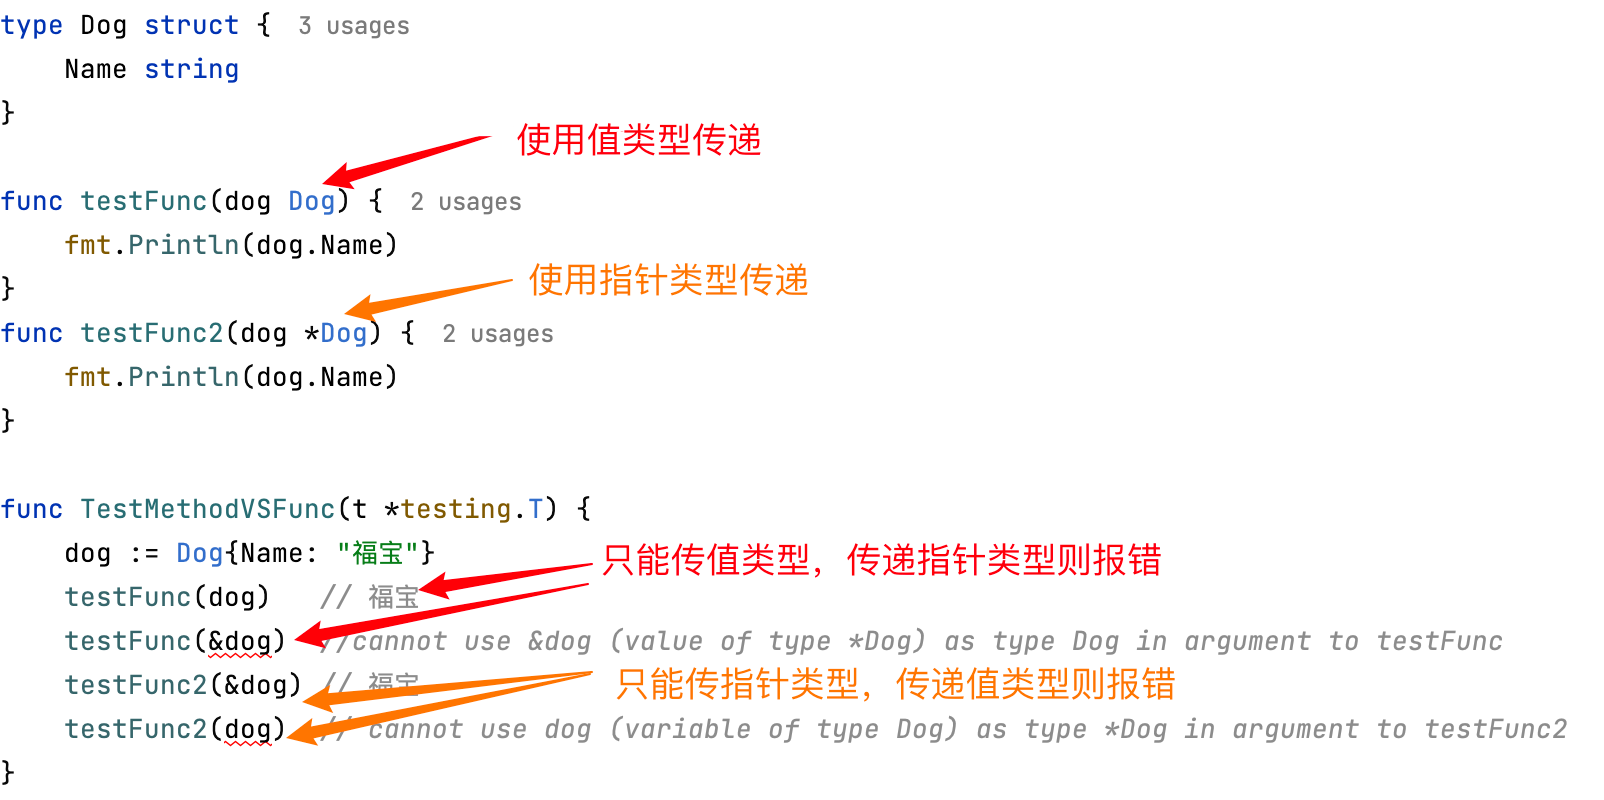 type Dog struct { 3 usages
Name string
}
使用值类型传递
func testFunc(dog Dog) { 2 usages
fmt.Println(dog.Name)
}
使用指针类型传递
func testFunc2(dog *Dog) { 2 usages
fmt.Println(dog.Name)
}
func TestMethodVSFunc(t *testing.T) {
dog := Dog{Name: "福宝"}
只能传值类型，传递指针类型则报错
testFunc(dog) // 福宝
testFunc(&dog) //cannot use &dog (value of type *Dog) as type Dog in argument to testFunc
testFunc2(&dog) // 福宝
只能传指针类型，传递值类型则报错
testFunc2(dog) // cannot use dog (variable of type Dog) as type *Dog in argument to testFunc2
}